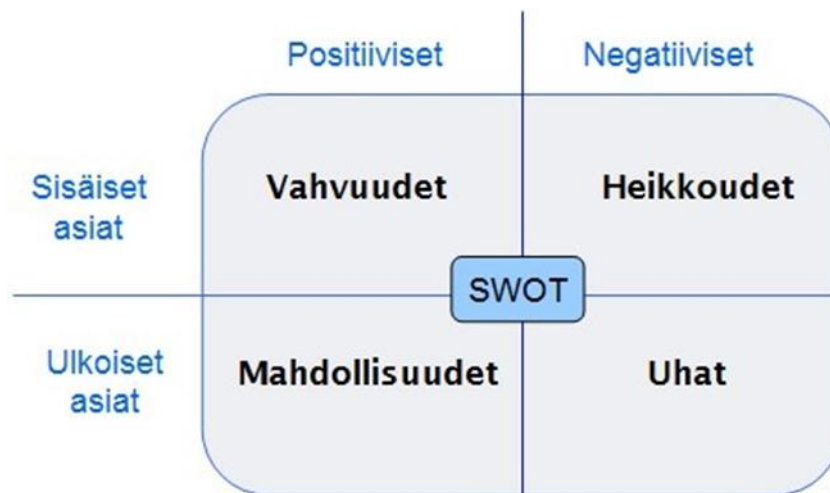 Positiiviset
Negatiiviset
Sisäiset
asiat
Vahvuudet
Heikkoudet
SWOT
Ulkoiset
asiat
Mahdollisuudet
Uhat